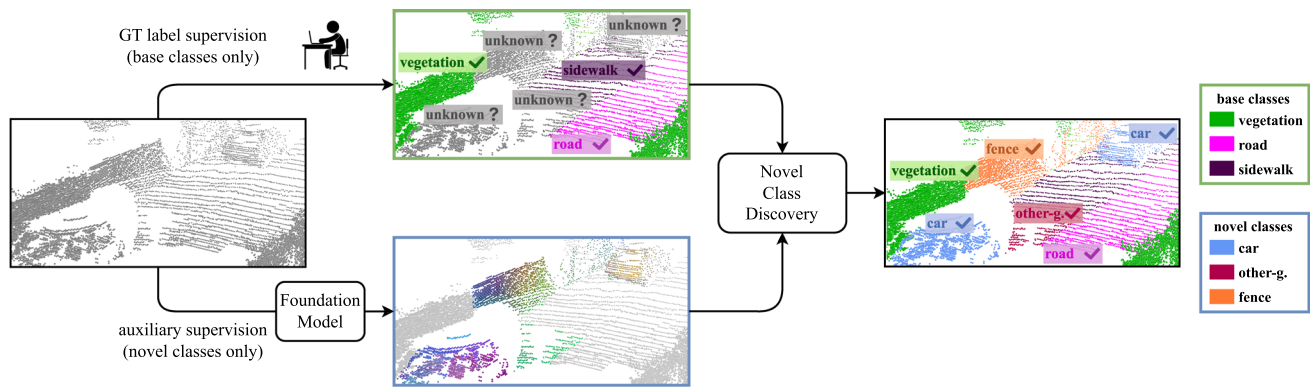 GT label supervision
(base classes only)
unknown ?
unknown ?
vegetation ✓
sidewalk ✓
unknown ?
unknown ?
road ✓
Foundation
Model
auxiliary supervision
(novel classes only)
Novel
Class
Discovery
car ✓
fence ✓
vegetation ✓
other-g. ✓
car ✓
road ✓
base classes
vegetation
road
sidewalk
novel classes
car
other-g.
fence